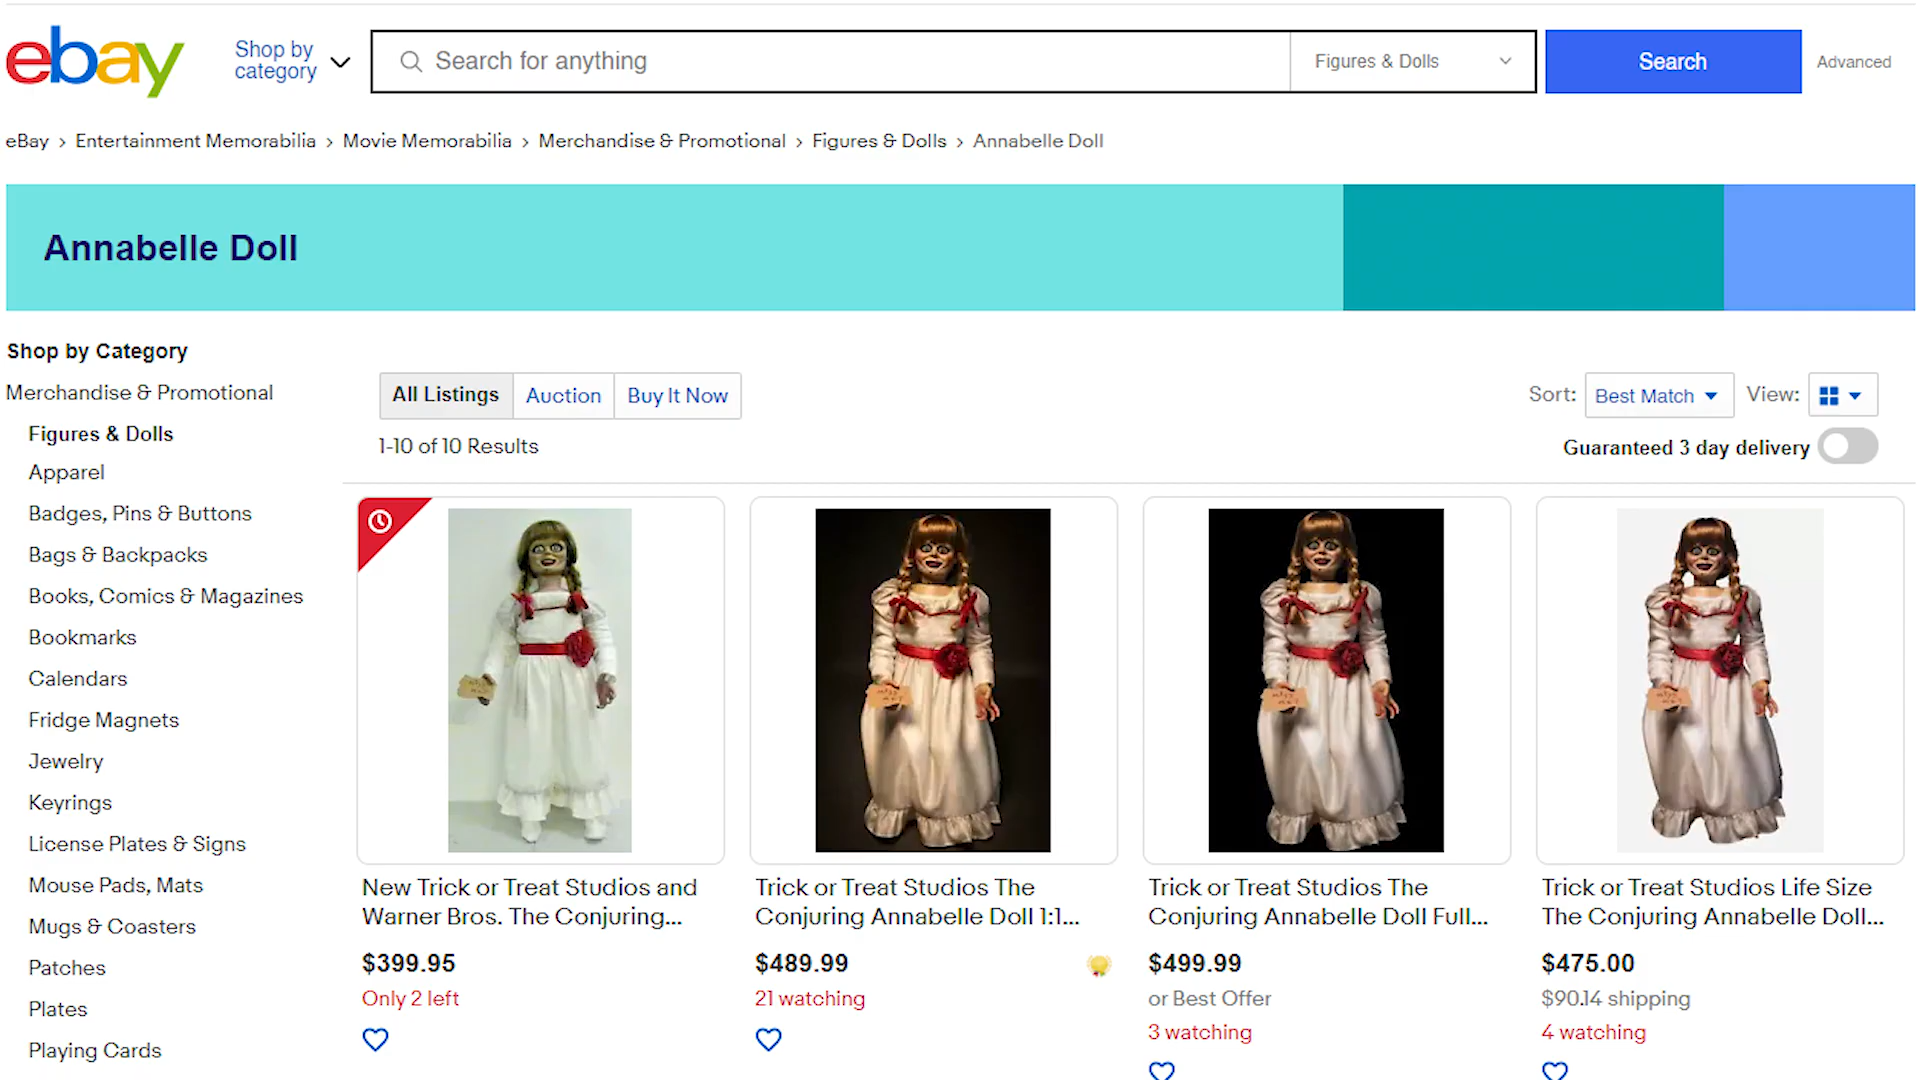 ebay
Shop by
category
Search for anything
Figures & Dolls
Search
Advanced
eBay > Entertainment Memorabilia > Movie Memorabilia > Merchandise & Promotional > Figures & Dolls > Annabelle Doll
Annabelle Doll
Shop by Category
Merchandise & Promotional
Figures & Dolls
Apparel
Badges, Pins & Buttons
Bags & Backpacks
Books, Comics & Magazines
Bookmarks
Calendars
Fridge Magnets
Jewelry
Keyrings
License Plates & Signs
Mouse Pads, Mats
Mugs & Coasters
Patches
Plates
Playing Cards
All Listings
Auction
Buy It Now
Sort:
Best Match
View:
1-10 of 10 Results
Guaranteed 3 day delivery
New Trick or Treat Studios and
Warner Bros. The Conjuring...
$399.95
Only 2 left
Trick or Treat Studios The
Conjuring Annabelle Doll 1:1...
$489.99
21 watching
Trick or Treat Studios The
Conjuring Annabelle Doll Full...
$499.99
or Best Offer
3 watching
Trick or Treat Studios Life Size
The Conjuring Annabelle Doll...
$475.00
$90.14 shipping
4 watching